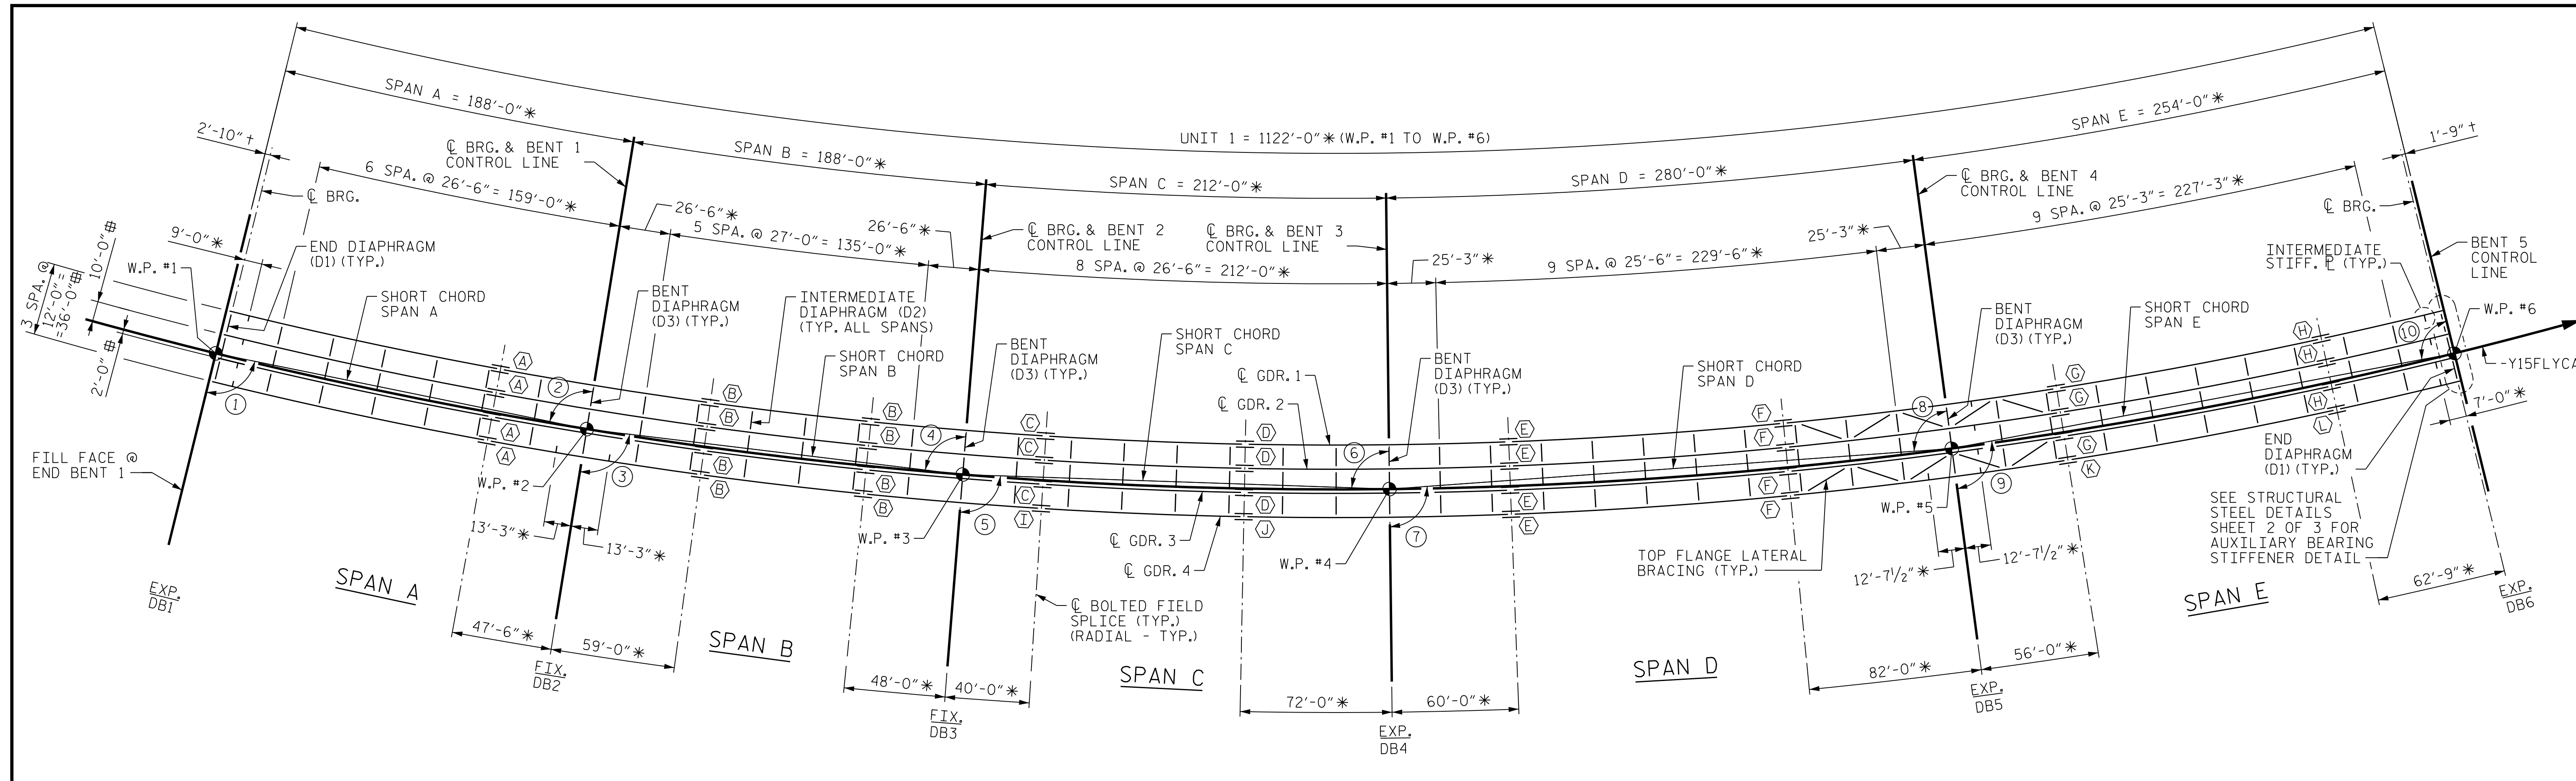 UNIT 1 = 1122'-0"✳ (W.P. #1 TO W.P. #6)
SPAN A = 188'-0"✳
SPAN B = 188'-0"✳
SPAN C = 212'-0"✳
SPAN D = 280'-0"✳
SPAN E = 254'-0"✳
2'-10"†
1'-9"†
6 SPA. @ 26'-6"= 159'-0"✳
26'-6"✳
5 SPA. @ 27'-0"= 135'-0"✳
26'-6"✳
8 SPA. @ 26'-6"= 212'-0"✳
25'-3"✳
9 SPA. @ 25'-6"= 229'-6"✳
25'-3"✳
9 SPA. @ 25'-3"= 227'-3"✳
℄ BRG. & BENT 1
CONTROL LINE
℄ BRG. & BENT 2
CONTROL LINE
℄ BRG. & BENT 3
CONTROL LINE
℄ BRG. & BENT 4
CONTROL LINE
℄ BRG.
℄ BRG.
BENT 5
CONTROL
LINE
9'-0"✳
10'-0"⌗
3 SPA. @
12'-0"=
=36'-0"⌗
2'-0"⌗
W.P. #1
END DIAPHRAGM
(D1) (TYP.)
SHORT CHORD
SPAN A
BENT
DIAPHRAGM
(D3) (TYP.)
INTERMEDIATE
DIAPHRAGM (D2)
(TYP. ALL SPANS)
SHORT CHORD
SPAN B
BENT
DIAPHRAGM
(D3) (TYP.)
SHORT CHORD
SPAN C
℄ GDR. 1
℄ GDR. 2
BENT
DIAPHRAGM
(D3) (TYP.)
SHORT CHORD
SPAN D
BENT
DIAPHRAGM
(D3) (TYP.)
SHORT CHORD
SPAN E
INTERMEDIATE
STIFF. ℙ (TYP.)
W.P. #6
-Y15FLYCA
7'-0"✳
A
A
A
A
B
B
B
B
B
B
B
B
C
C
C
I
D
D
D
J
E
E
E
E
F
F
F
F
G
G
G
K
H
H
H
L
1
2
3
4
5
6
7
8
9
10
FILL FACE @
END BENT 1
W.P. #2
W.P. #3
W.P. #4
W.P. #5
13'-3"✳
13'-3"✳
℄ GDR. 3
℄ GDR. 4
TOP FLANGE LATERAL
BRACING (TYP.)
12'-7½"✳
12'-7½"✳
END
DIAPHRAGM
(D1) (TYP.)
SEE STRUCTURAL
STEEL DETAILS
SHEET 2 OF 3 FOR
AUXILIARY BEARING
STIFFENER DETAIL
℄ BOLTED FIELD
SPLICE (TYP.)
(RADIAL - TYP.)
47'-6"✳
59'-0"✳
48'-0"✳
40'-0"✳
72'-0"✳
60'-0"✳
82'-0"✳
56'-0"✳
62'-9"✳
SPAN A
SPAN B
SPAN C
SPAN D
SPAN E
EXP.
DB1
FIX.
DB2
FIX.
DB3
EXP.
DB4
EXP.
DB5
EXP.
DB6